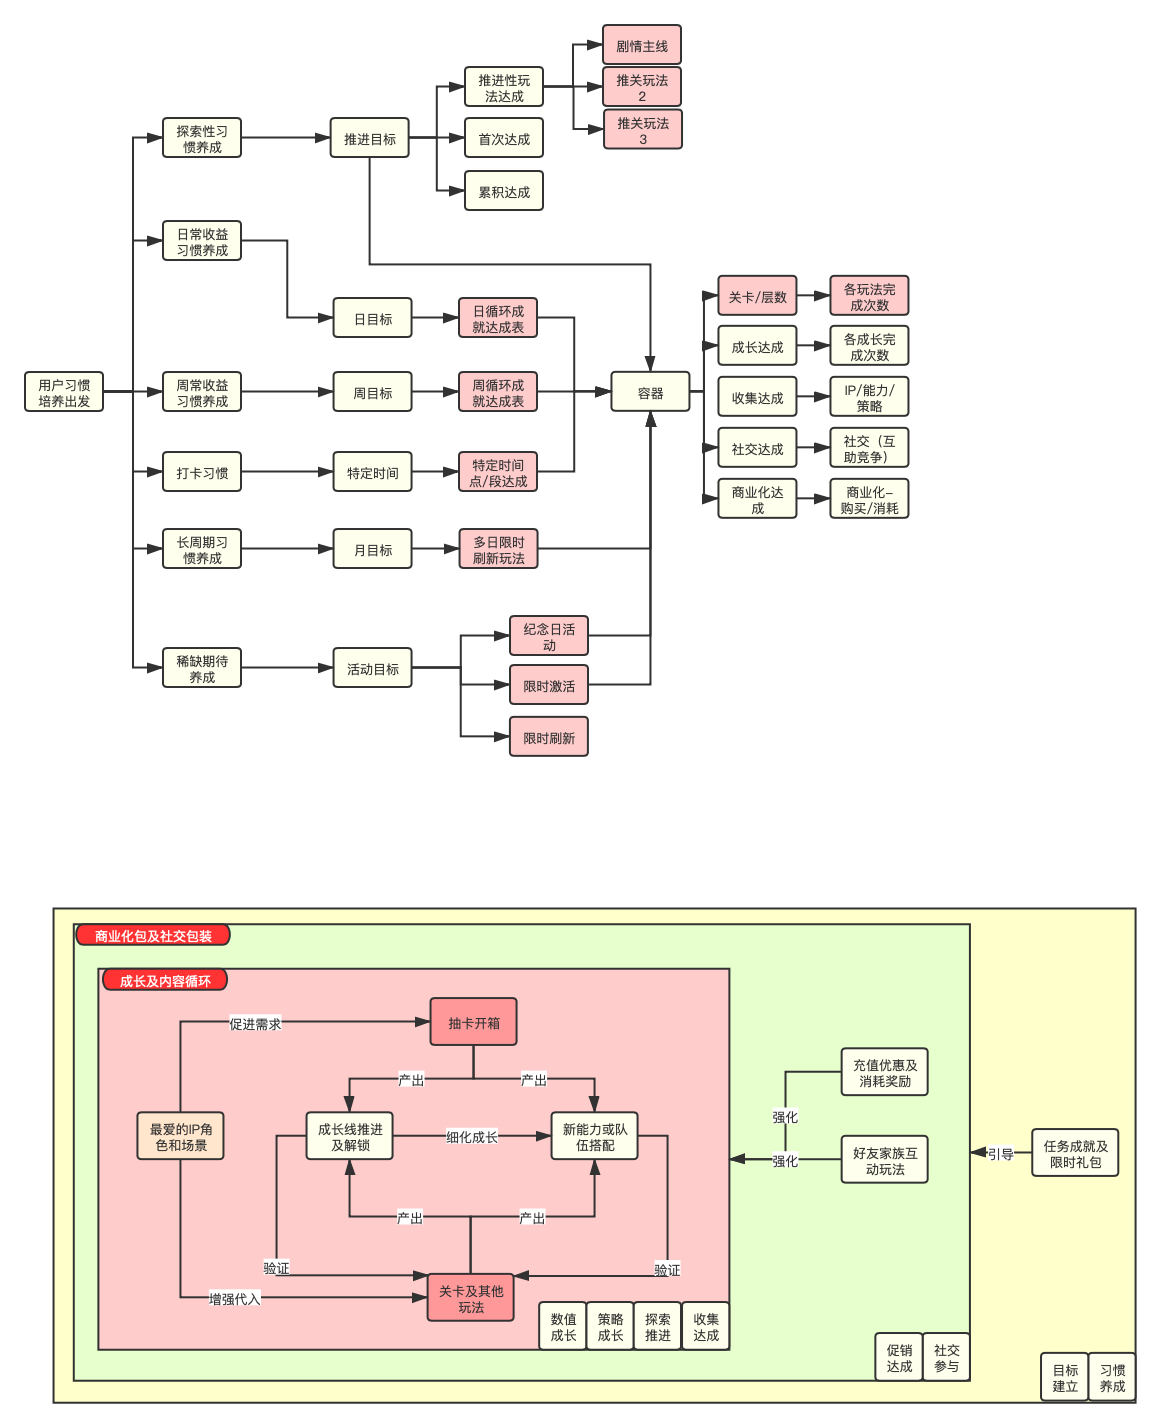 剧情主线
推进性玩
法达成
推关玩法
2
推关玩法
3
探索性习
惯养成
推进目标
首次达成
累积达成
日常收益
习惯养成
日目标
日循环成
就达成表
关卡/层数
各玩法完
成次数
成长达成
各成长完
成次数
用户习惯
培养出发
周常收益
习惯养成
周目标
周循环成
就达成表
容器
收集达成
IP/能力/
策略
打卡习惯
特定时间
特定时间
点/段达成
社交达成
社交（互
助竞争）
商业化达
成
商业化–
购买/消耗
长周期习
惯养成
月目标
多日限时
刷新玩法
稀缺期待
养成
活动目标
纪念日活
动
限时激活
限时刷新
商业化包及社交包装
成长及内容循环
促进需求
抽卡开箱
产出
产出
最爱的IP角
色和场景
成长线推进
及解锁
细化成长
新能力或队
伍搭配
产出
产出
验证
验证
增强代入
关卡及其他
玩法
数值
成长
策略
成长
探索
推进
收集
达成
充值优惠及
消耗奖励
强化
强化
好友家族互
动玩法
引导
任务成就及
限时礼包
促销
达成
社交
参与
目标
建立
习惯
养成